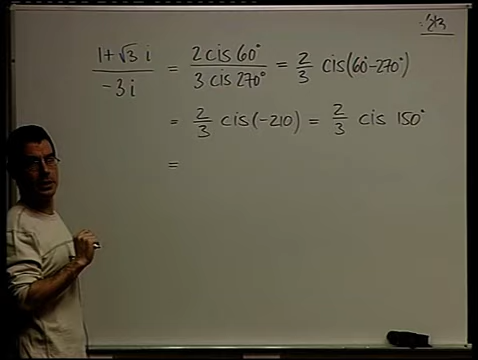 (1 + √3 i) / (-3i) = (2 cis 60°) / (3 cis 270°) = 2/3 cis(60° - 270°)
= 2/3 cis(-210) = 2/3 cis 150°
=